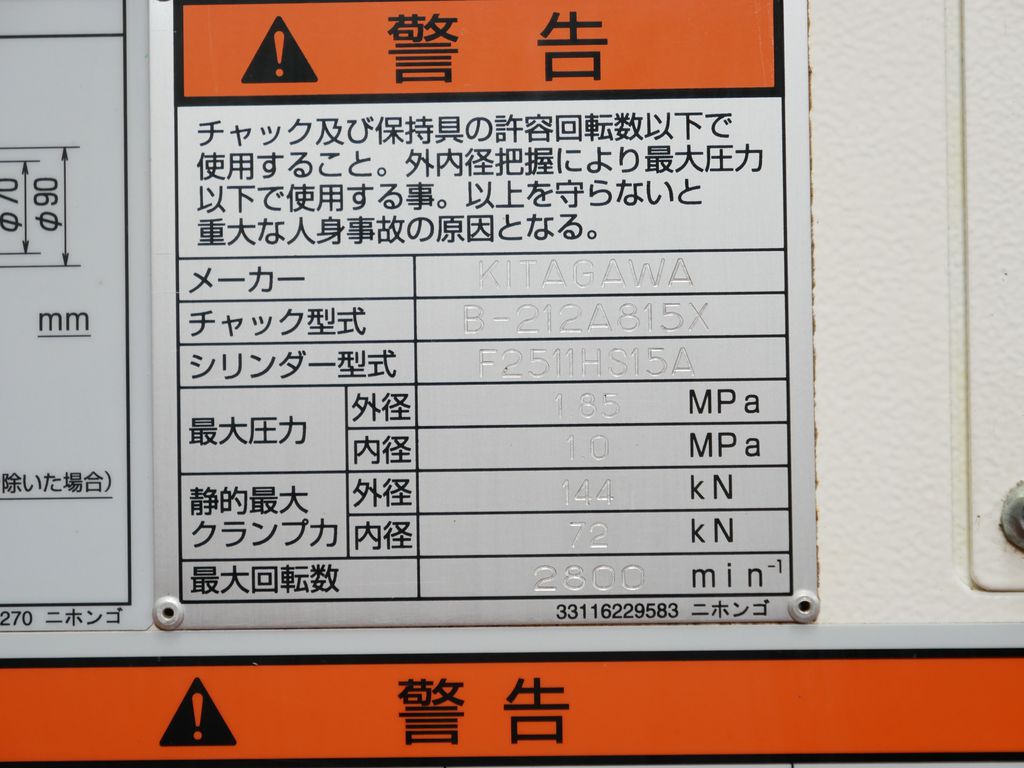 警告
チャック及び保持具の許容回転数以下で
使用すること。外内径把握により最大圧力
以下で使用する事。以上を守らないと
重大な人身事故の原因となる。
メーカー KITAGAWA
チャック型式 B-212A815X
シリンダー型式 F2511HS15A
最大圧力 外径 1.85 MPa
内径 1.0 MPa
静的最大クランプ力 外径 144 kN
内径 72 kN
最大回転数 2800 min⁻¹
33116229583 ニホンゴ
φ70
φ90
mm
除いた場合)
270 ニホンゴ
警告